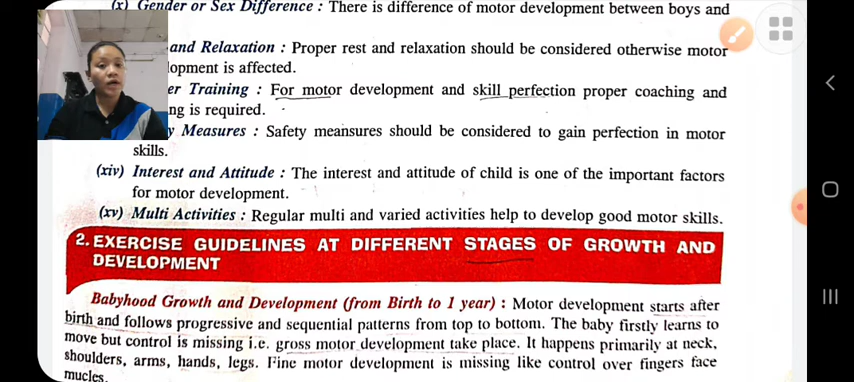 (x) Gender or Sex Difference : There is difference of motor development between boys and
and Relaxation : Proper rest and relaxation should be considered otherwise motor
lopment is affected.
er Training : For motor development and skill perfection proper coaching and
ng is required.
y Measures : Safety meansures should be considered to gain perfection in motor
skills.
(xiv) Interest and Attitude : The interest and attitude of child is one of the important factors
for motor development.
(xv) Multi Activities : Regular multi and varied activities help to develop good motor skills.
2. EXERCISE GUIDELINES AT DIFFERENT STAGES OF GROWTH AND
DEVELOPMENT
Babyhood Growth and Development (from Birth to 1 year) : Motor development starts after
birth and follows progressive and sequential patterns from top to bottom. The baby firstly learns to
move but control is missing i.e. gross motor development take place. It happens primarily at neck,
shoulders, arms, hands, legs. Fine motor development is missing like control over fingers face
mucles.